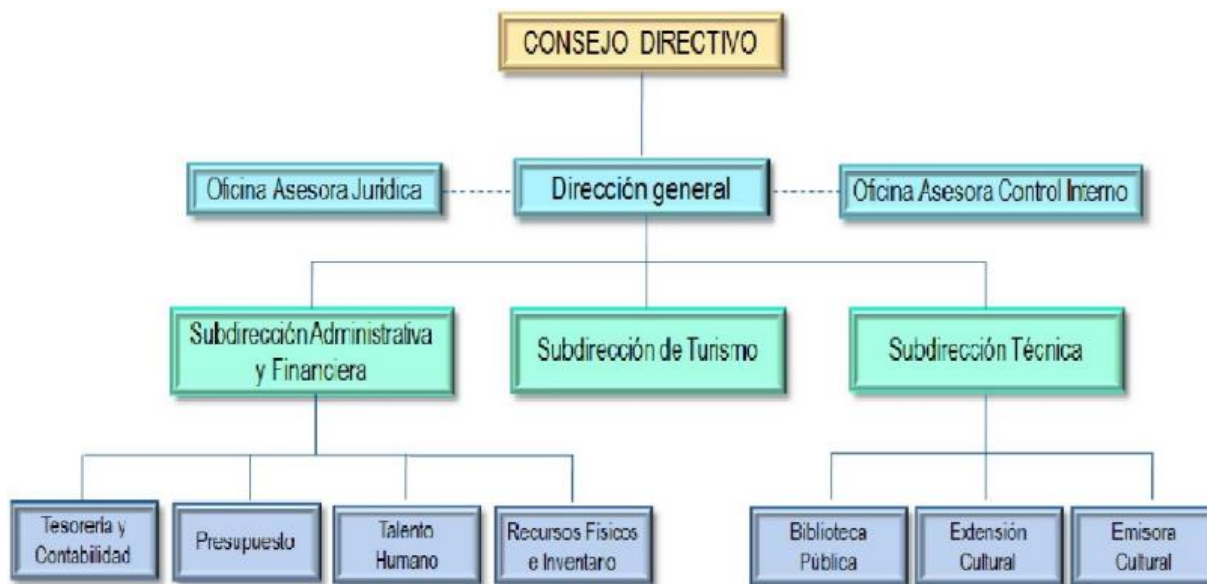 CONSEJO DIRECTIVO
Oficina Asesora Jurídica
Dirección general
Oficina Asesora Control Interno
Subdirección Administrativa
y Financiera
Subdirección de Turismo
Subdirección Técnica
Tesorería y
Contabilidad
Presupuesto
Talento
Humano
Recursos Físicos
e Inventario
Biblioteca
Pública
Extensión
Cultural
Emisora
Cultural